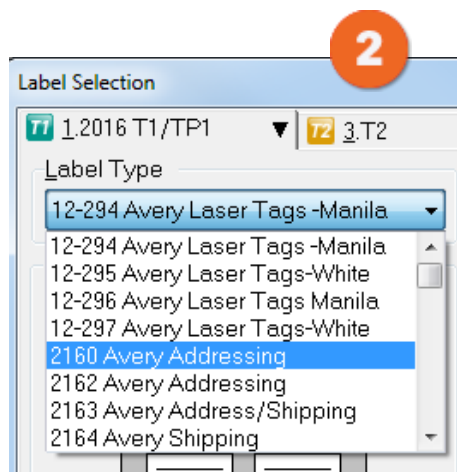 2
Label Selection
T1 1.2016 T1/TP1 ▼ T2 3.T2
Label Type
12-294 Avery Laser Tags -Manila
12-294 Avery Laser Tags -Manila
12-295 Avery Laser Tags-White
12-296 Avery Laser Tags Manila
12-297 Avery Laser Tags-White
2160 Avery Addressing
2162 Avery Addressing
2163 Avery Address/Shipping
2164 Avery Shipping